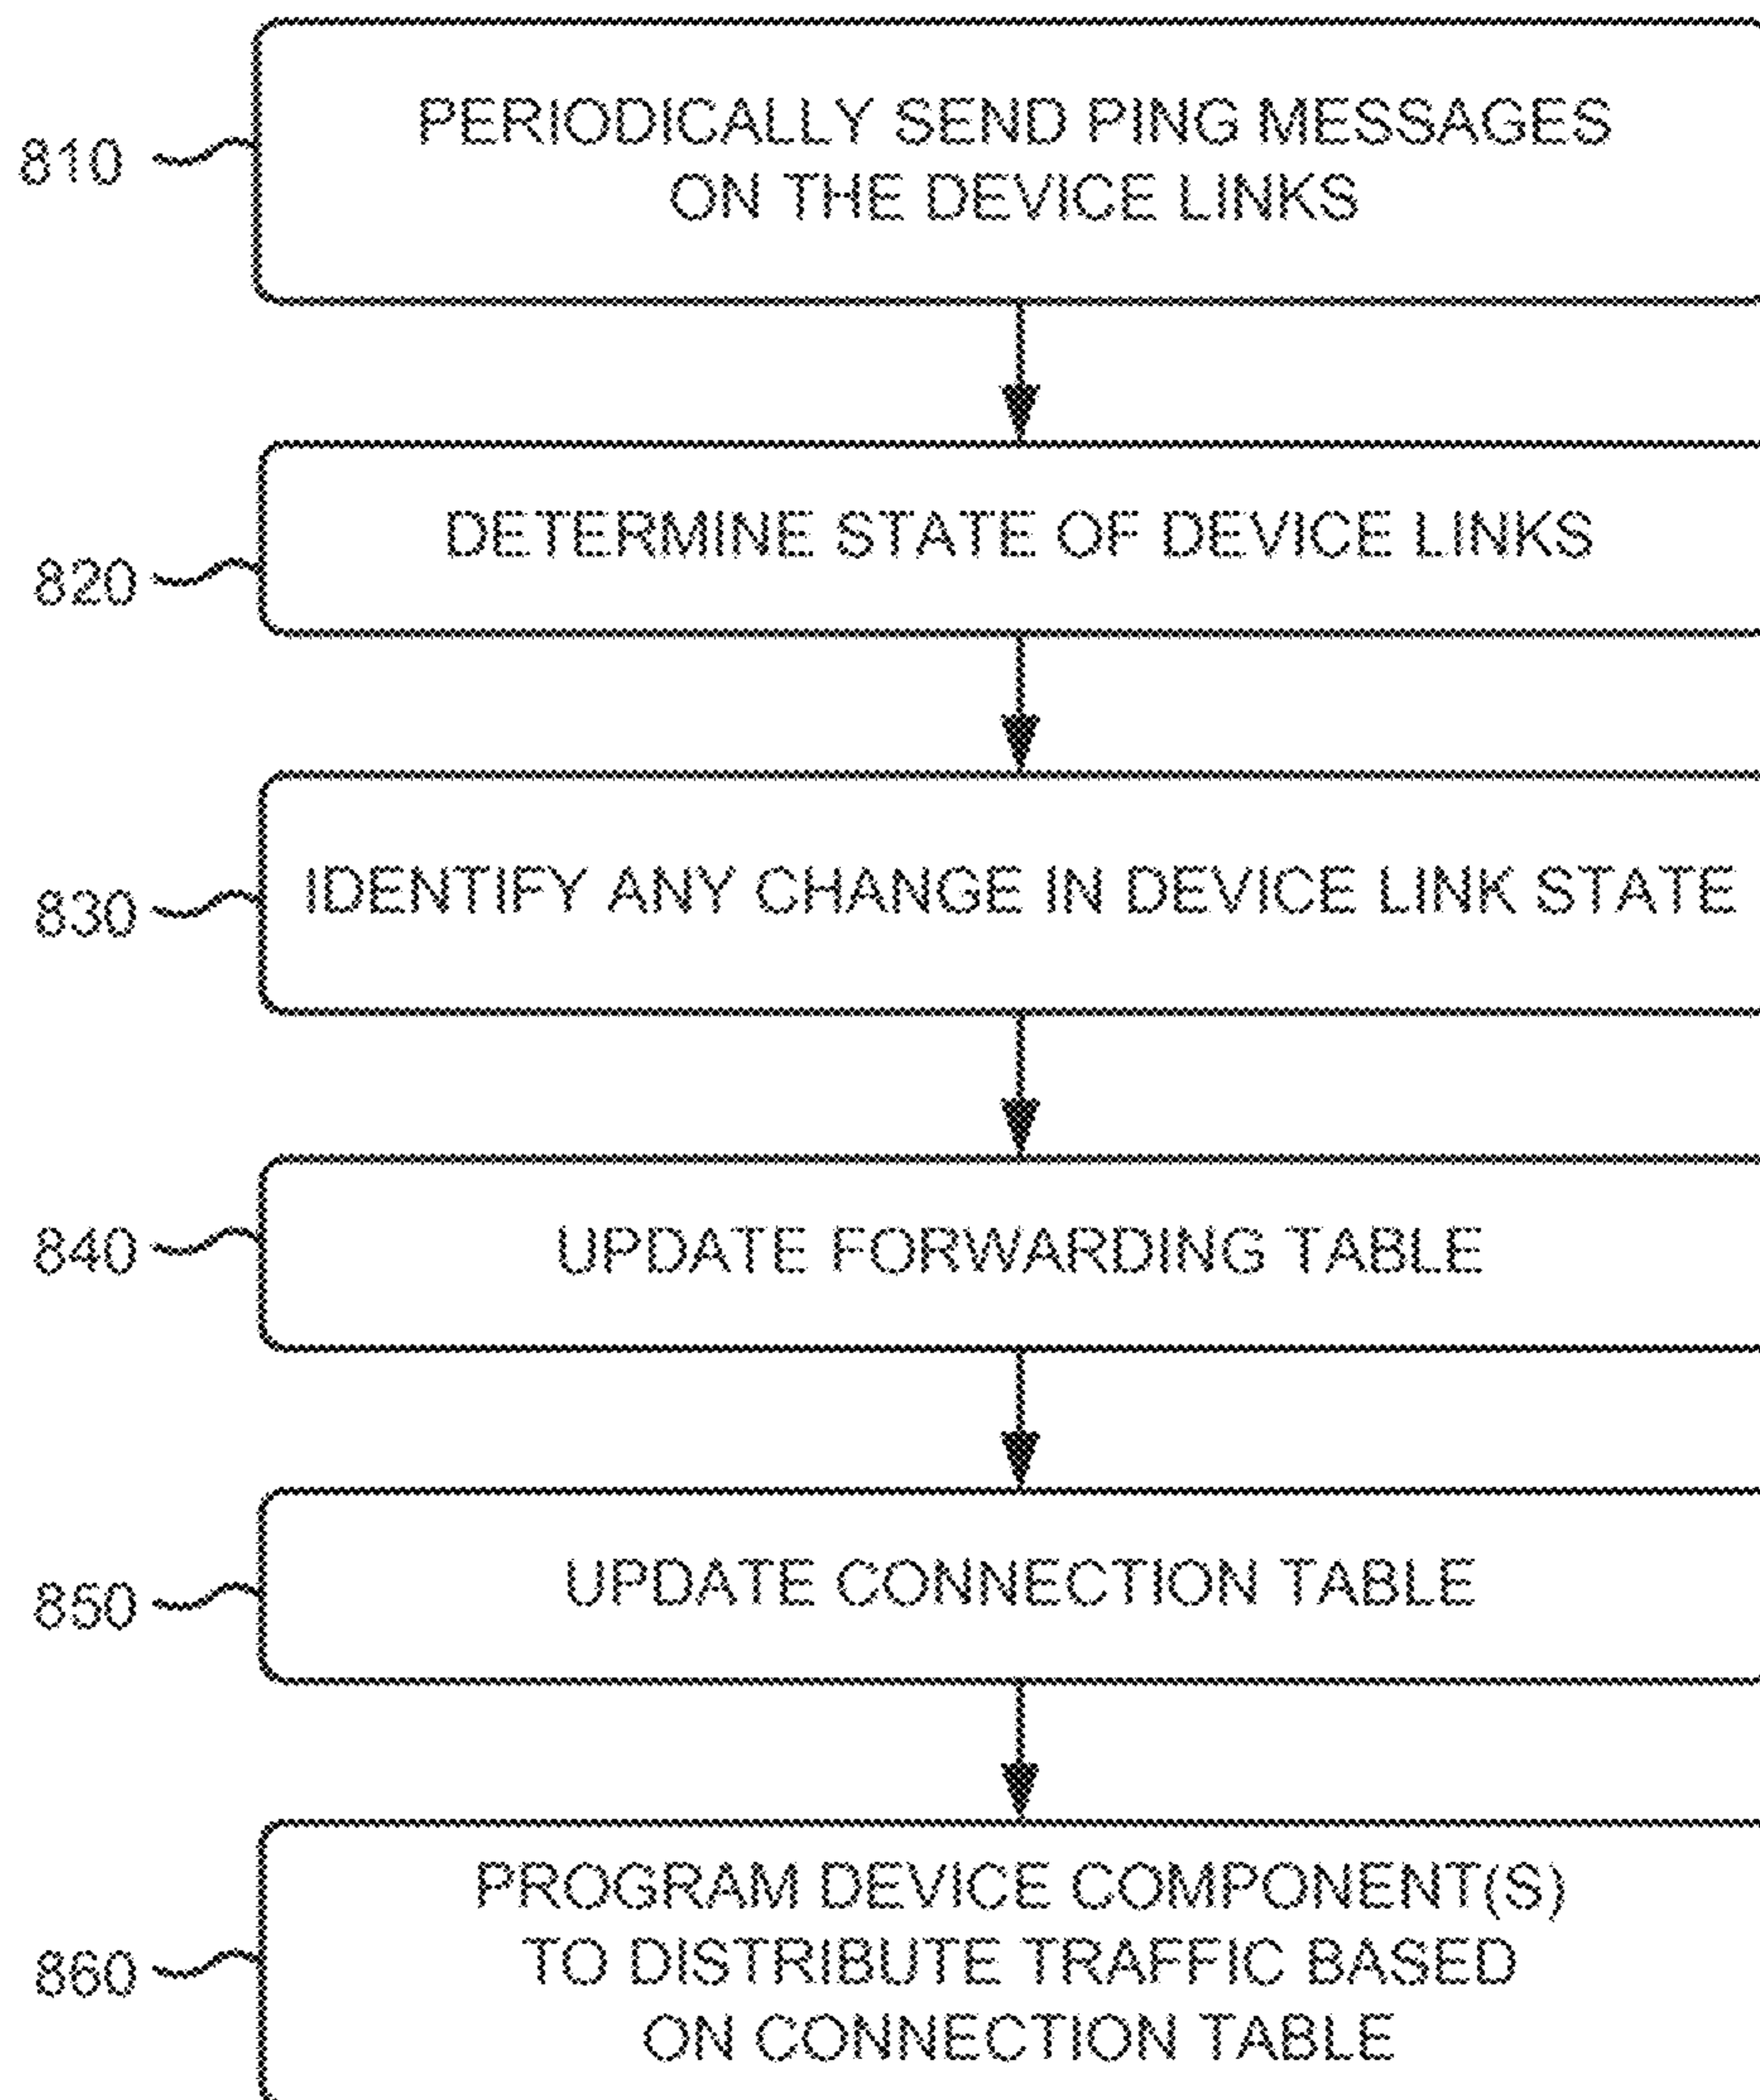 PERIODICALLY SEND PING MESSAGES
ON THE DEVICE LINKS
810
DETERMINE STATE OF DEVICE LINKS
820
IDENTIFY ANY CHANGE IN DEVICE LINK STATE
830
UPDATE FORWARDING TABLE
840
UPDATE CONNECTION TABLE
850
PROGRAM DEVICE COMPONENT(S)
TO DISTRIBUTE TRAFFIC BASED
860
ON CONNECTION TABLE